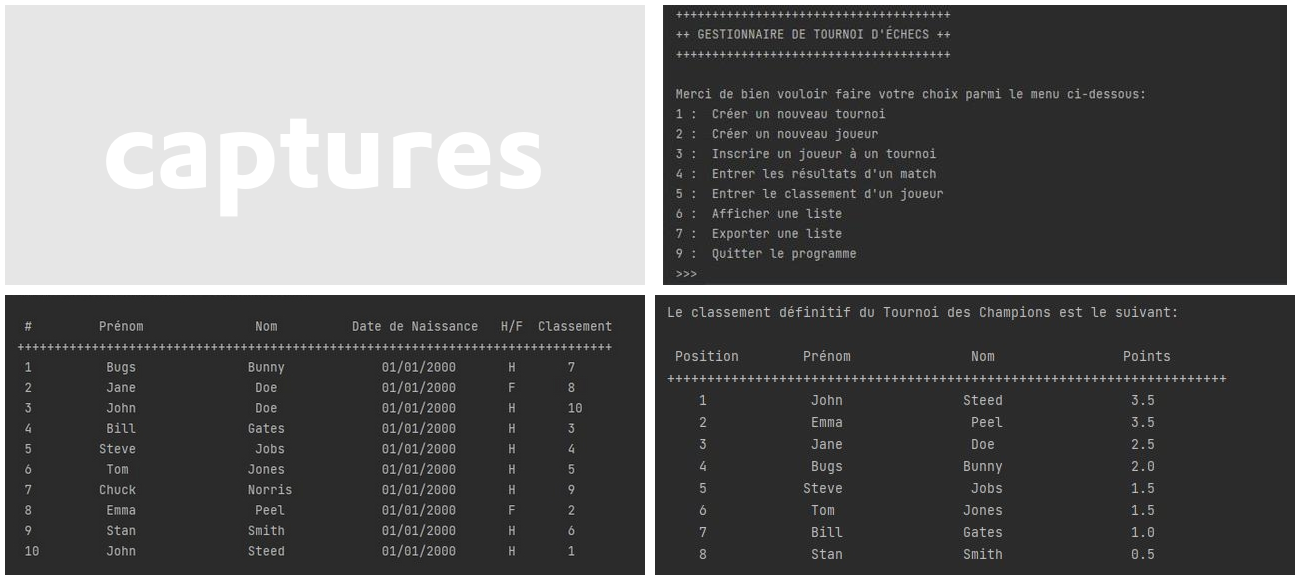 captures
++++++++++++++++++++++++++++++++++++++
++ GESTIONNAIRE DE TOURNOI D'ÉCHECS ++
++++++++++++++++++++++++++++++++++++++
Merci de bien vouloir faire votre choix parmi le menu ci-dessous:
1 :  Créer un nouveau tournoi
2 :  Créer un nouveau joueur
3 :  Inscrire un joueur à un tournoi
4 :  Entrer les résultats d'un match
5 :  Entrer le classement d'un joueur
6 :  Afficher une liste
7 :  Exporter une liste
9 :  Quitter le programme
>>>
# Prénom Nom Date de Naissance H/F Classement
++++++++++++++++++++++++++++++++++++++++++++++++++++++++++++++++++++++++++++++++
1 Bugs Bunny 01/01/2000 H 7
2 Jane Doe 01/01/2000 F 8
3 John Doe 01/01/2000 H 10
4 Bill Gates 01/01/2000 H 3
5 Steve Jobs 01/01/2000 H 4
6 Tom Jones 01/01/2000 H 5
7 Chuck Norris 01/01/2000 H 9
8 Emma Peel 01/01/2000 F 2
9 Stan Smith 01/01/2000 H 6
10 John Steed 01/01/2000 H 1
Le classement définitif du Tournoi des Champions est le suivant:
Position Prénom Nom Points
++++++++++++++++++++++++++++++++++++++++++++++++++++++++++++++++++++++
1 John Steed 3.5
2 Emma Peel 3.5
3 Jane Doe 2.5
4 Bugs Bunny 2.0
5 Steve Jobs 1.5
6 Tom Jones 1.5
7 Bill Gates 1.0
8 Stan Smith 0.5